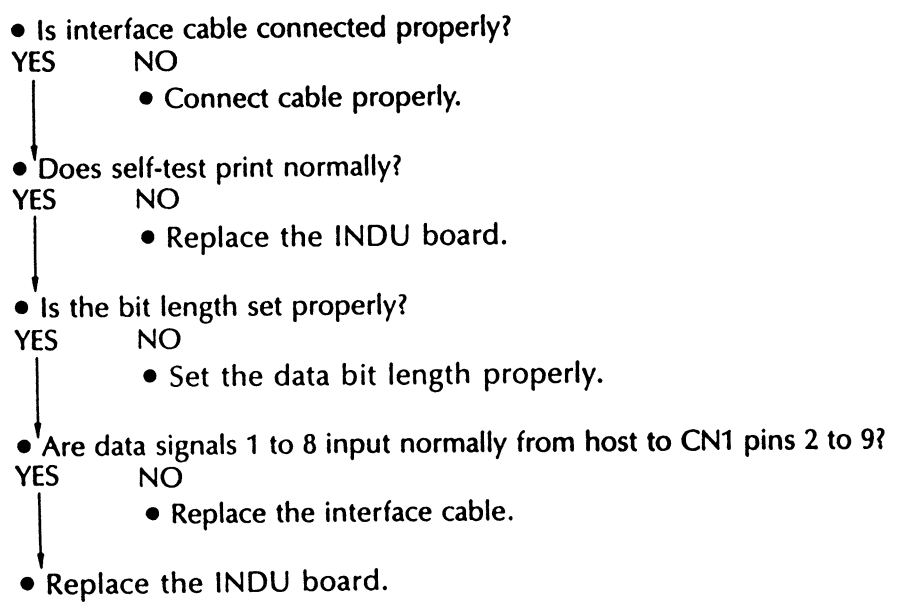 • Is interface cable connected properly?
YES NO
• Connect cable properly.
• Does self-test print normally?
YES NO
• Replace the INDU board.
• Is the bit length set properly?
YES NO
• Set the data bit length properly.
• Are data signals 1 to 8 input normally from host to CN1 pins 2 to 9?
YES NO
• Replace the interface cable.
• Replace the INDU board.